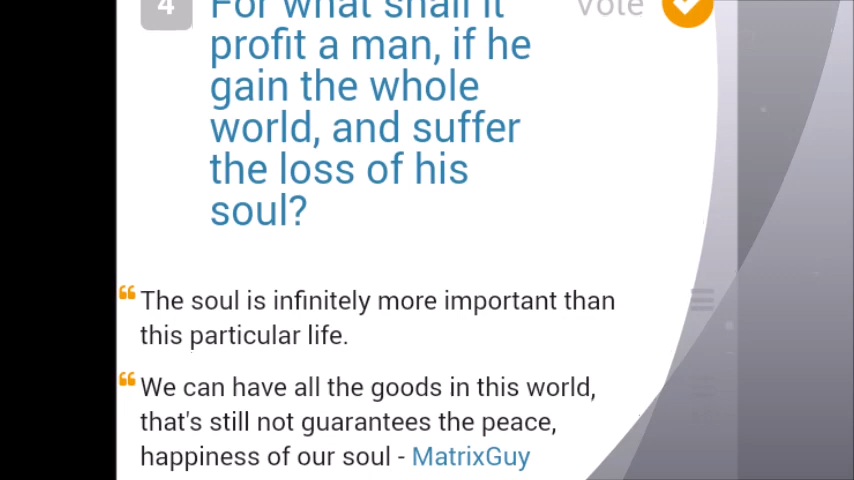 4
For what shall it
Vote
profit a man, if he
gain the whole
world, and suffer
the loss of his
soul?
“ The soul is infinitely more important than
this particular life.
“ We can have all the goods in this world,
that's still not guarantees the peace,
happiness of our soul - MatrixGuy